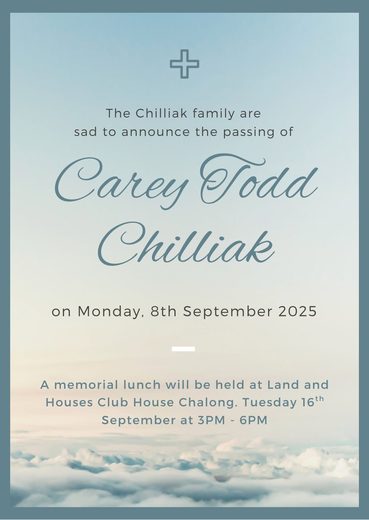 The Chilliak family are
sad to announce the passing of
Carey Todd
Chilliak
on Monday, 8th September 2025
A memorial lunch will be held at Land and
Houses Club House Chalong. Tuesday 16th
September at 3PM - 6PM